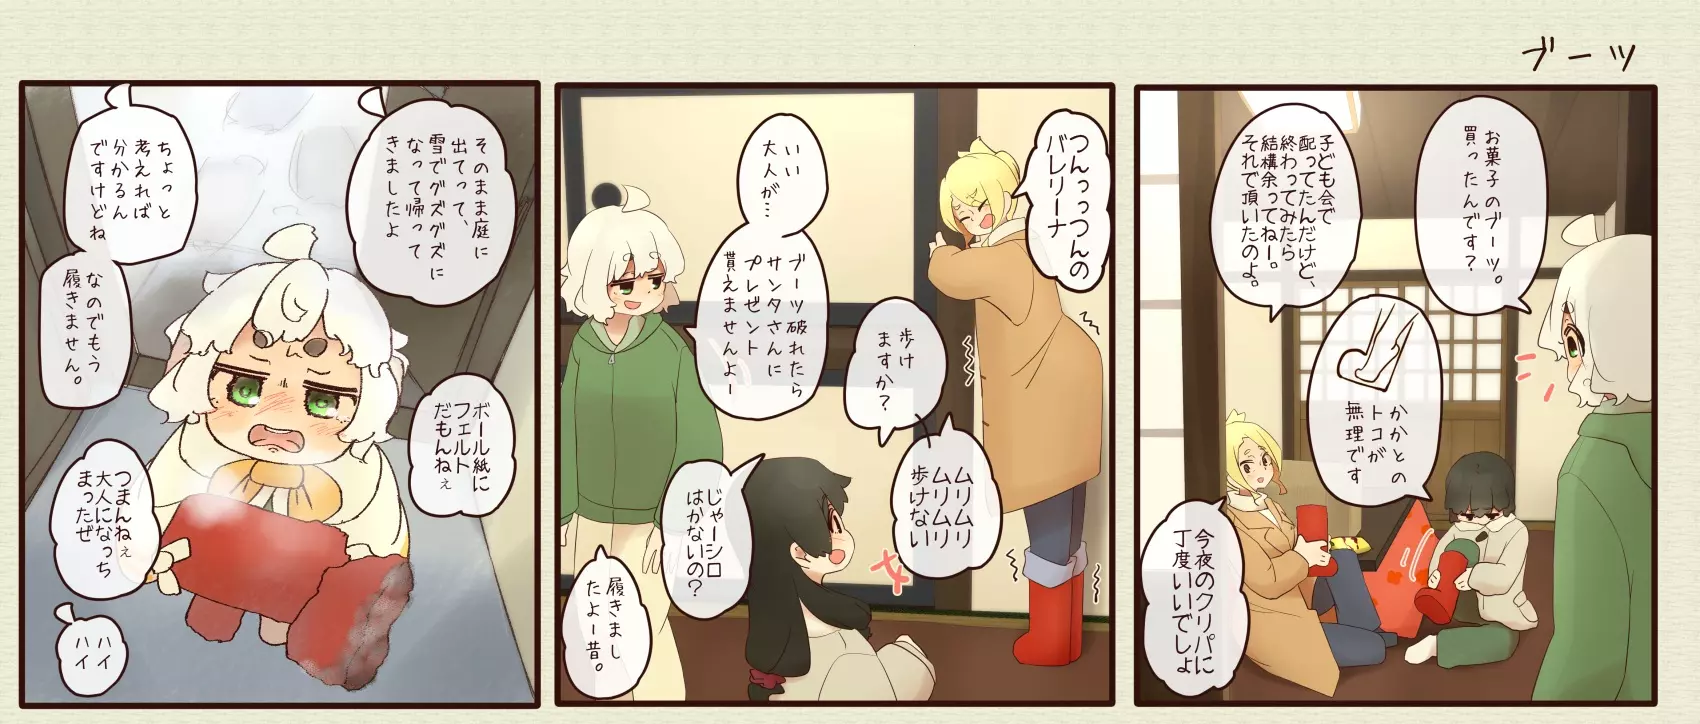 ブーツ
お菓子のブーツ。
買ったんです?
子ども会で
配ってたんだけど、
終わってみたら
結構余ってねー。
それで頂いたのよ。
かかとの
トコが
無理です
今夜のクリパに
丁度いいでしょ
つんっっつんの
バレリーナ
いい
大人が…
ブーツ破れたら
サンタさんに
プレゼント
貰えませんよー
歩け
ますか?
ムリムリ
ムリムリ
歩けない
じゃーシロ
はかないの?
履きまし
たよー昔。
そのまま庭に
出てって、
雪でグズグズに
なって帰って
きましたよ
ちょっと
考えれば
分かるん
ですけどね
なのでもう
履きません。
ボール紙に
フェルト
だもんねぇ
つまんねぇ
大人になっち
まったぜ
ハイ
ハイ